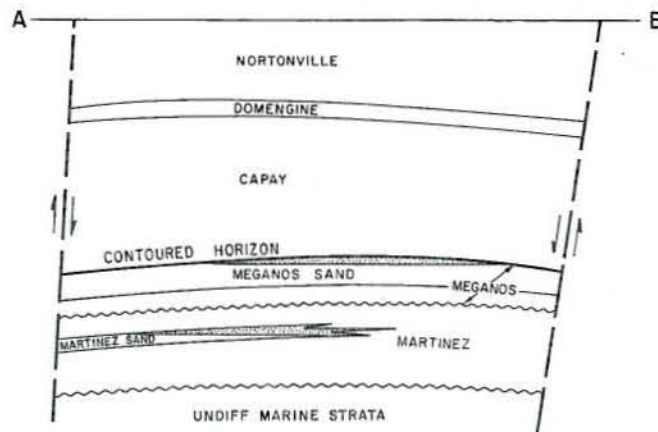 A B
NORTONVILLE
DOMENGINE
CAPAY
CONTOURED HORIZON
MEGANOS SAND
MEGANOS
MARTINEZ SAND
MARTINEZ
UNDIFF MARINE STRATA